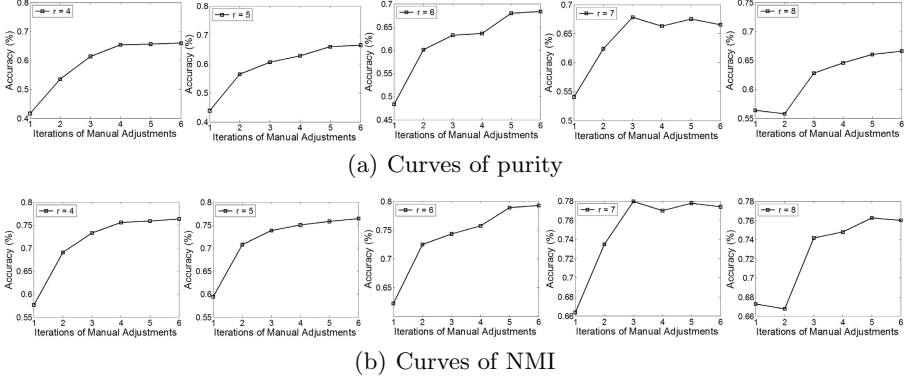 r = 4
r = 5
r = 6
r = 7
r = 8
Accuracy (%)
0.8
0.7
0.6
0.5
0.4
1 2 3 4 5 6
Iterations of Manual Adjustments
Accuracy (%)
0.8
0.7
0.6
0.5
0.4
1 2 3 4 5 6
Iterations of Manual Adjustments
Accuracy (%)
0.7
0.65
0.6
0.55
0.5
0.45
1 2 3 4 5 6
Iterations of Manual Adjustments
Accuracy (%)
0.7
0.65
0.6
0.55
0.5
1 2 3 4 5 6
Iterations of Manual Adjustments
Accuracy (%)
0.75
0.7
0.65
0.6
0.55
1 2 3 4 5 6
Iterations of Manual Adjustments
(a) Curves of purity
r = 4
r = 5
r = 6
r = 7
r = 8
Accuracy (%)
0.8
0.75
0.7
0.65
0.6
0.55
1 2 3 4 5 6
Iterations of Manual Adjustments
Accuracy (%)
0.8
0.75
0.7
0.65
0.6
0.55
1 2 3 4 5 6
Iterations of Manual Adjustments
Accuracy (%)
0.8
0.75
0.7
0.65
1 2 3 4 5 6
Iterations of Manual Adjustments
Accuracy (%)
0.78
0.76
0.74
0.72
0.7
0.68
0.66
1 2 3 4 5 6
Iterations of Manual Adjustments
Accuracy (%)
0.78
0.76
0.74
0.72
0.7
0.68
0.66
1 2 3 4 5 6
Iterations of Manual Adjustments
(b) Curves of NMI